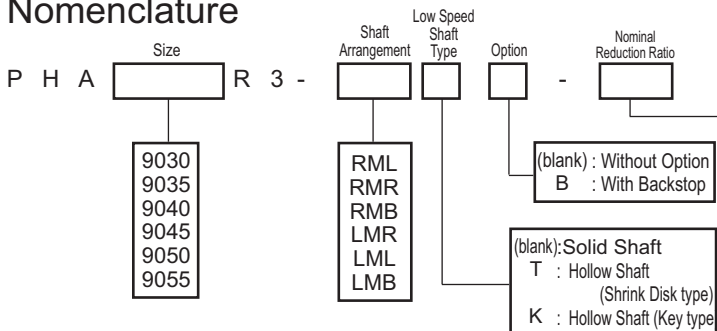 Nomenclature
Size
Shaft
Arrangement
Low Speed
Shaft
Type
Option
Nominal
Reduction Ratio
P H A R 3 - -
9030
9035
9040
9045
9050
9055
RML
RMR
RMB
LMR
LML
LMB
(blank) : Without Option
B : With Backstop
(blank):Solid Shaft
T : Hollow Shaft
(Shrink Disk type)
K : Hollow Shaft (Key type